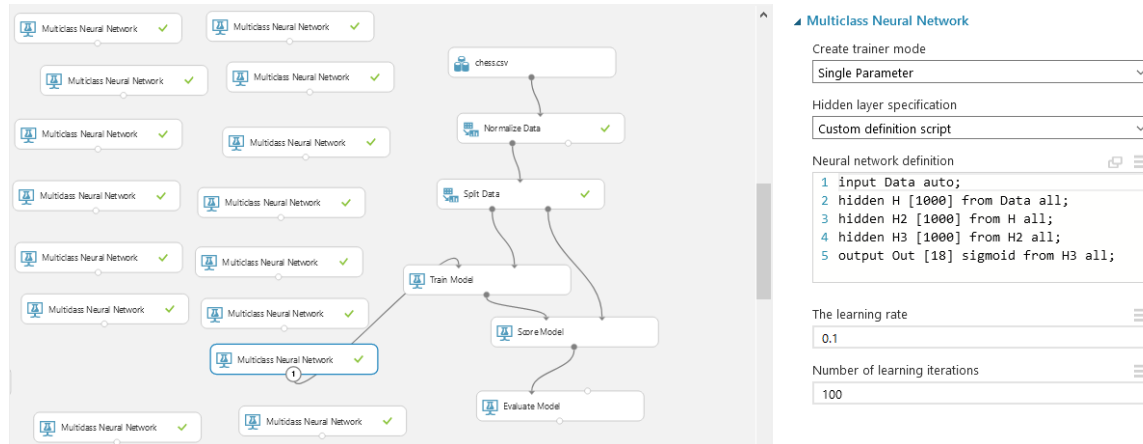 Multiclass Neural Network
Multiclass Neural Network
Multiclass Neural Network
Multiclass Neural Network
Multiclass Neural Network
Multiclass Neural Network
Multiclass Neural Network
Multiclass Neural Network
Multiclass Neural Network
Multiclass Neural Network
Multiclass Neural Network
Multiclass Neural Network
Multiclass Neural Network
1
Multiclass Neural Network
Multiclass Neural Network
chess.csv
Normalize Data
Split Data
Train Model
Score Model
Evaluate Model
Multiclass Neural Network
Create trainer mode
Single Parameter
Hidden layer specification
Custom definition script
Neural network definition
1 input Data auto;
2 hidden H [1000] from Data all;
3 hidden H2 [1000] from H all;
4 hidden H3 [1000] from H2 all;
5 output Out [18] sigmoid from H3 all;
The learning rate
0.1
Number of learning iterations
100